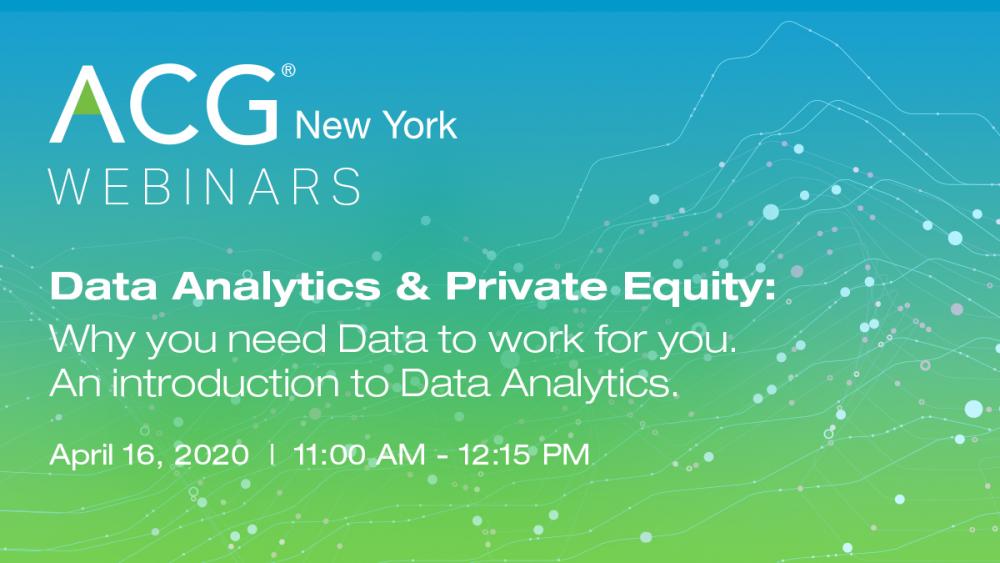 ACG® New York
WEBINARS
Data Analytics & Private Equity:
Why you need Data to work for you.
An introduction to Data Analytics.
April 16, 2020 | 11:00 AM - 12:15 PM